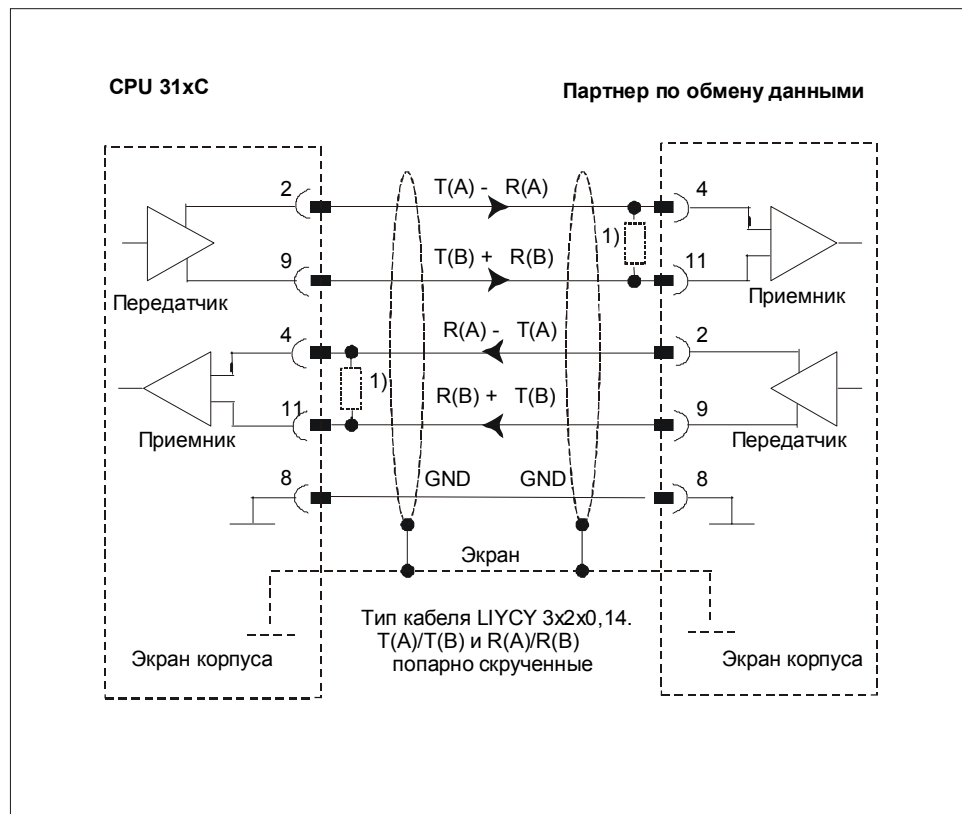 CPU 31xC
Партнер по обмену данными
2
T(A) - R(A)
4
1)
9
T(B) + R(B)
11
Передатчик
Приемник
4
R(A) - T(A)
2
1)
11
R(B) + T(B)
9
Приемник
Передатчик
8
GND GND
8
Экран
Тип кабеля LIYCY 3x2x0,14.
T(A)/T(B) и R(A)/R(B)
попарно скрученные
Экран корпуса
Экран корпуса